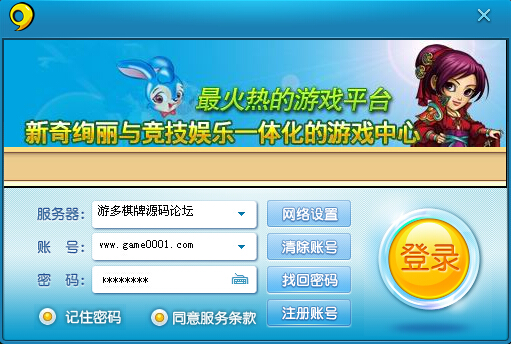 最火热的游戏平台
新奇绚丽与竞技娱乐一体化的游戏中心
服务器: 游多棋牌源码论坛 网络设置
账 号: www.game0001.com 清除账号
密 码: ******** 找回密码
登录
记住密码 同意服务条款 注册账号